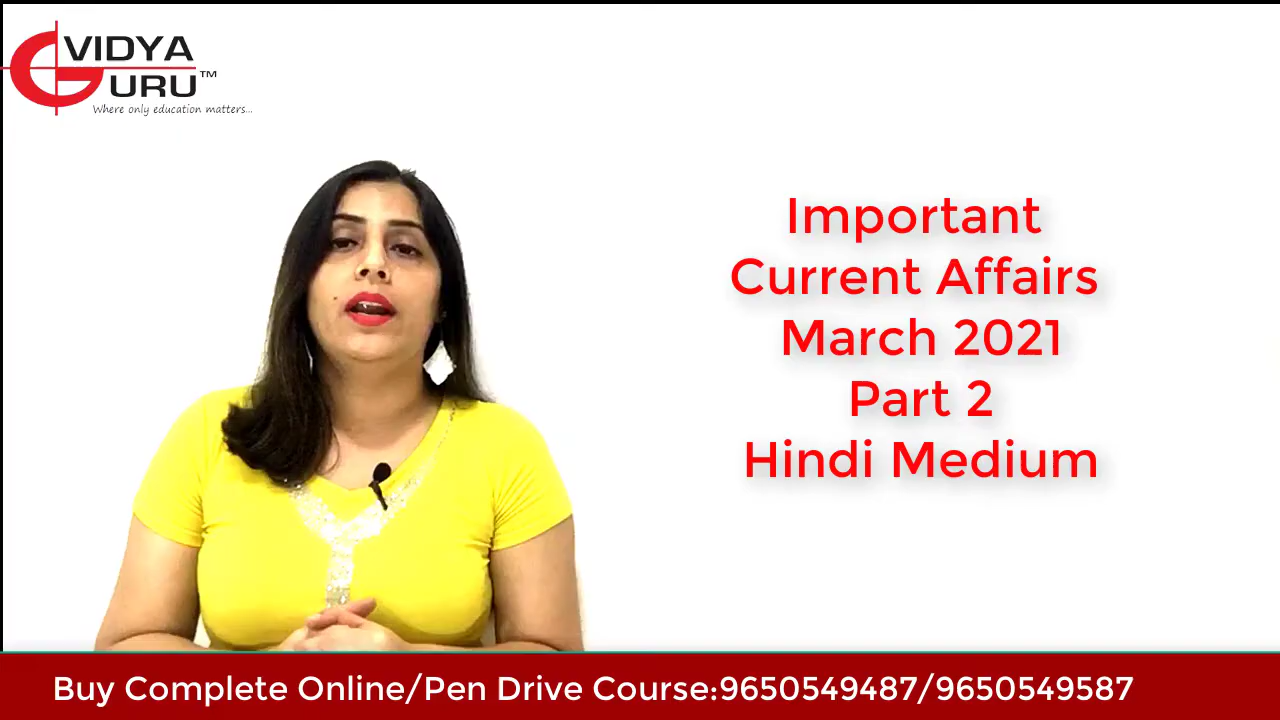 VIDYA
GURU™
Where only education matters...
Important
Current Affairs
March 2021
Part 2
Hindi Medium
Buy Complete Online/Pen Drive Course:9650549487/9650549587